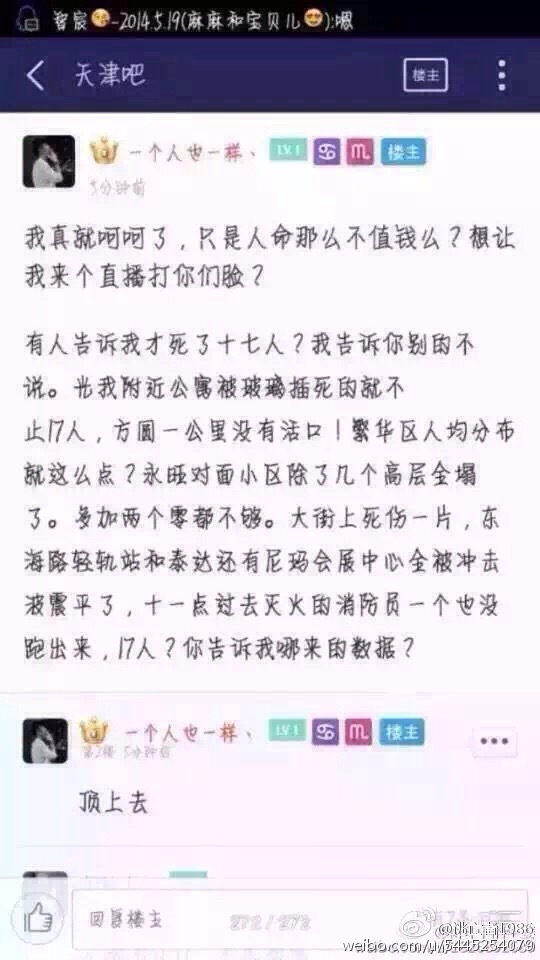 智宸-2014.5.19(麻麻和宝贝儿):嗯
天津吧
楼主
一个人也一样、 LV.1 楼主
5分钟前
我真就呵呵了，只是人命那么不值钱么？想让
我来个直播打你们脸？
有人告诉我才死了十七人？我告诉你别的不
说。光我附近公寓被玻璃插死的就不
止17人，方圆一公里没有活口！繁华区人均分布
就这么点？永旺对面小区除了几个高层全塌
了。多加两个零都不够。大街上死伤一片，东
海路轻轨站和泰达还有尼玛会展中心全被冲击
波震平了，十一点过去灭火的消防员一个也没
跑出来，17人？你告诉我哪来的数据？
一个人也一样、 LV.1 楼主
第2楼 5分钟前
顶上去
回复楼主
272/272
weibo.com/u/5445254079